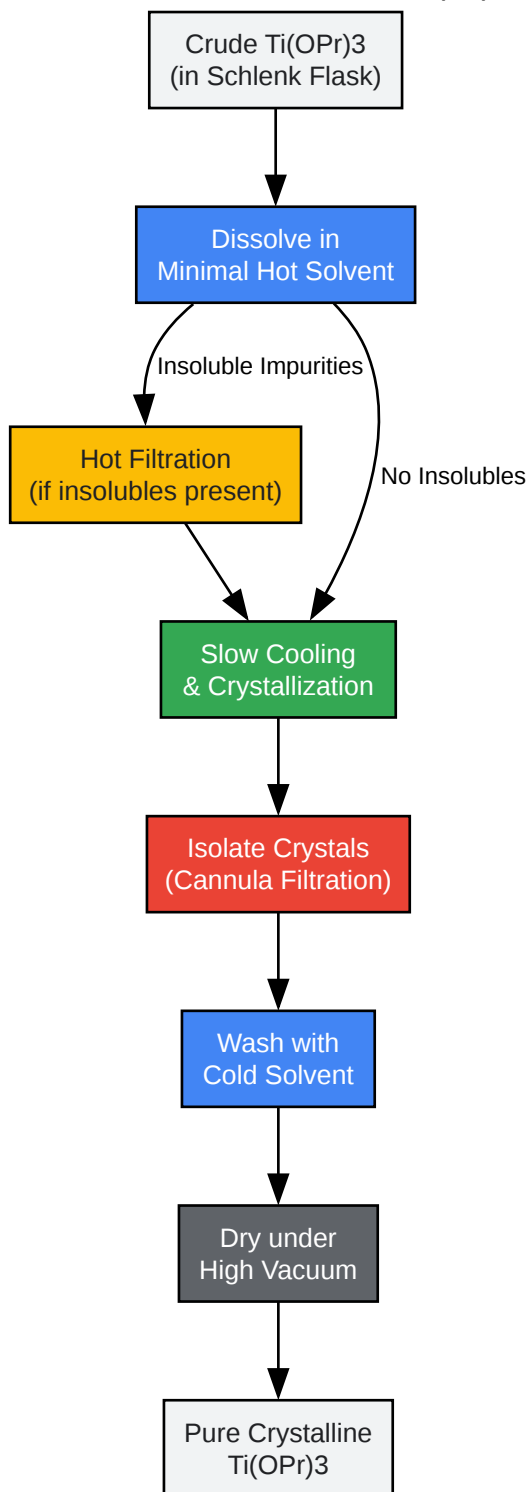 Crude Ti(OPr)3
(in Schlenk Flask)
Dissolve in
Minimal Hot Solvent
Insoluble Impurities
Hot Filtration
(if insolubles present)
No Insolubles
Slow Cooling
& Crystallization
Isolate Crystals
(Cannula Filtration)
Wash with
Cold Solvent
Dry under
High Vacuum
Pure Crystalline
Ti(OPr)3